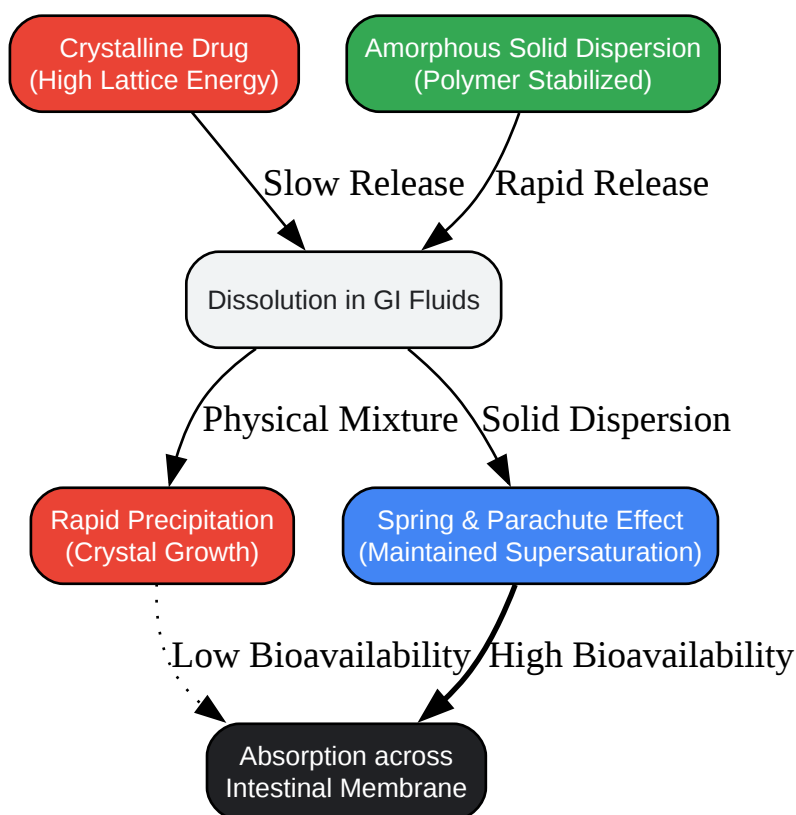 Crystalline Drug
(High Lattice Energy)
Amorphous Solid Dispersion
(Polymer Stabilized)
Slow Release
Rapid Release
Dissolution in GI Fluids
Physical Mixture
Solid Dispersion
Rapid Precipitation
(Crystal Growth)
Spring & Parachute Effect
(Maintained Supersaturation)
Low Bioavailability
High Bioavailability
Absorption across
Intestinal Membrane